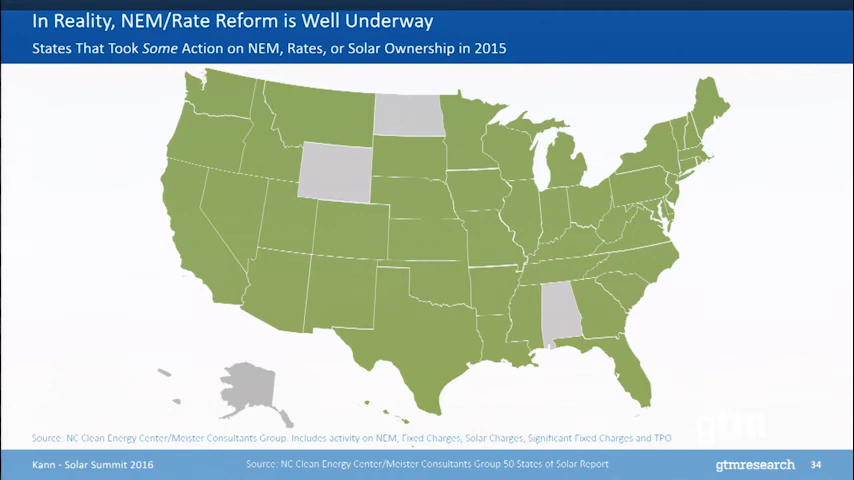 In Reality, NEM/Rate Reform is Well Underway
States That Took Some Action on NEM, Rates, or Solar Ownership in 2015
gtm
Source: NC Clean Energy Center/Meister Consultants Group. Includes activity on NEM, Fixed Charges, Solar Charges, Significant Fixed Charges and TPO
Kann - Solar Summit 2016
Source: NC Clean Energy Center/Meister Consultants Group 50 States of Solar Report
gtmresearch
34